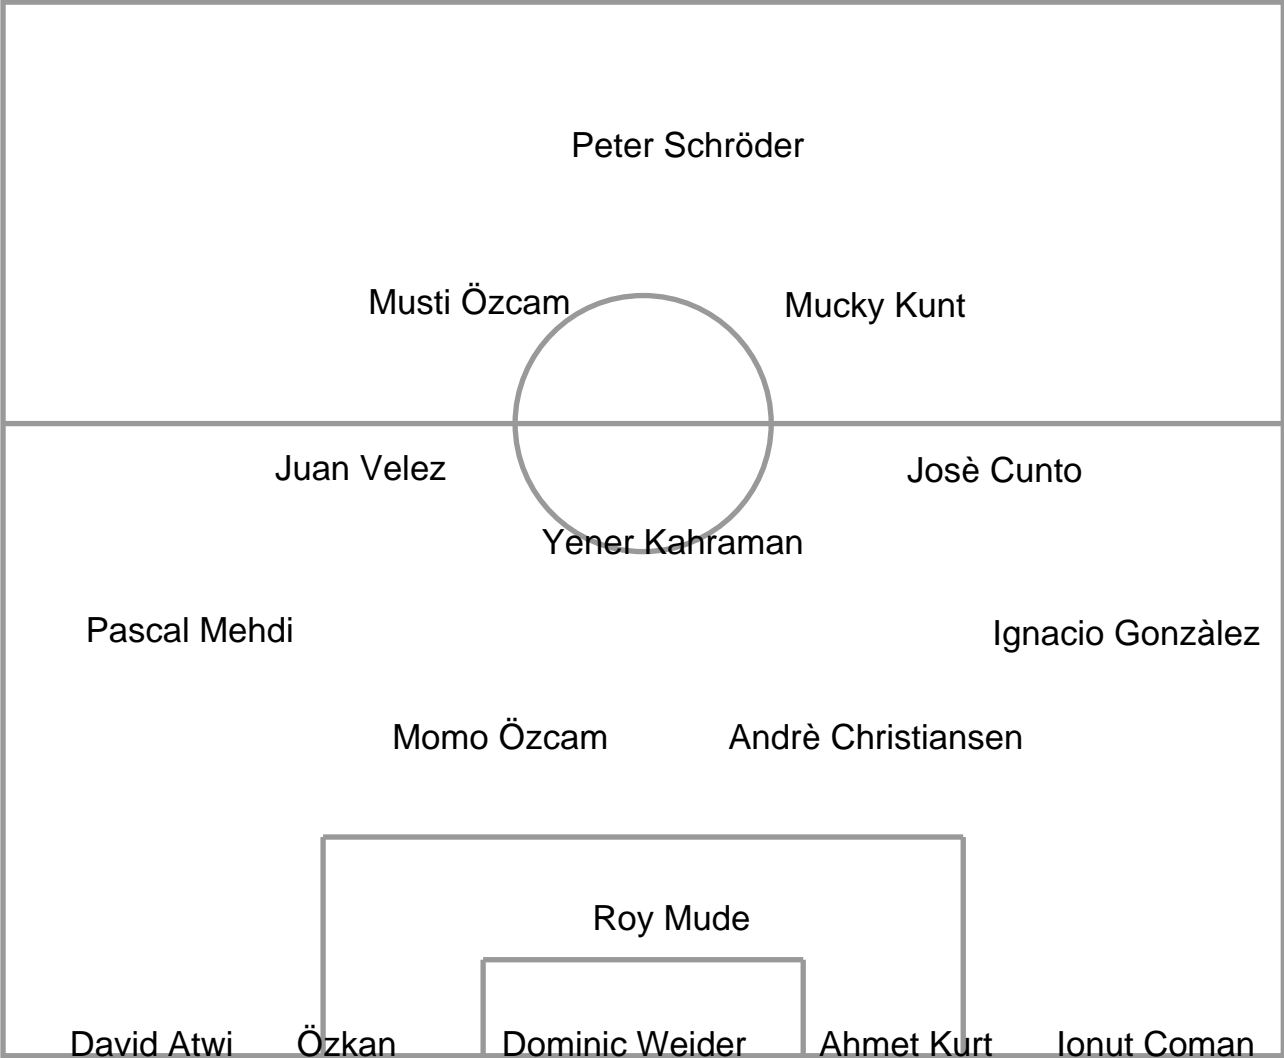 Peter Schröder
Musti Özcam
Mucky Kunt
Juan Velez
Josè Cunto
Yener Kahraman
Pascal Mehdi
Ignacio Gonzàlez
Momo Özcam
Andrè Christiansen
Roy Mude
David Atwi
Özkan
Dominic Weider
Ahmet Kurt
Ionut Coman